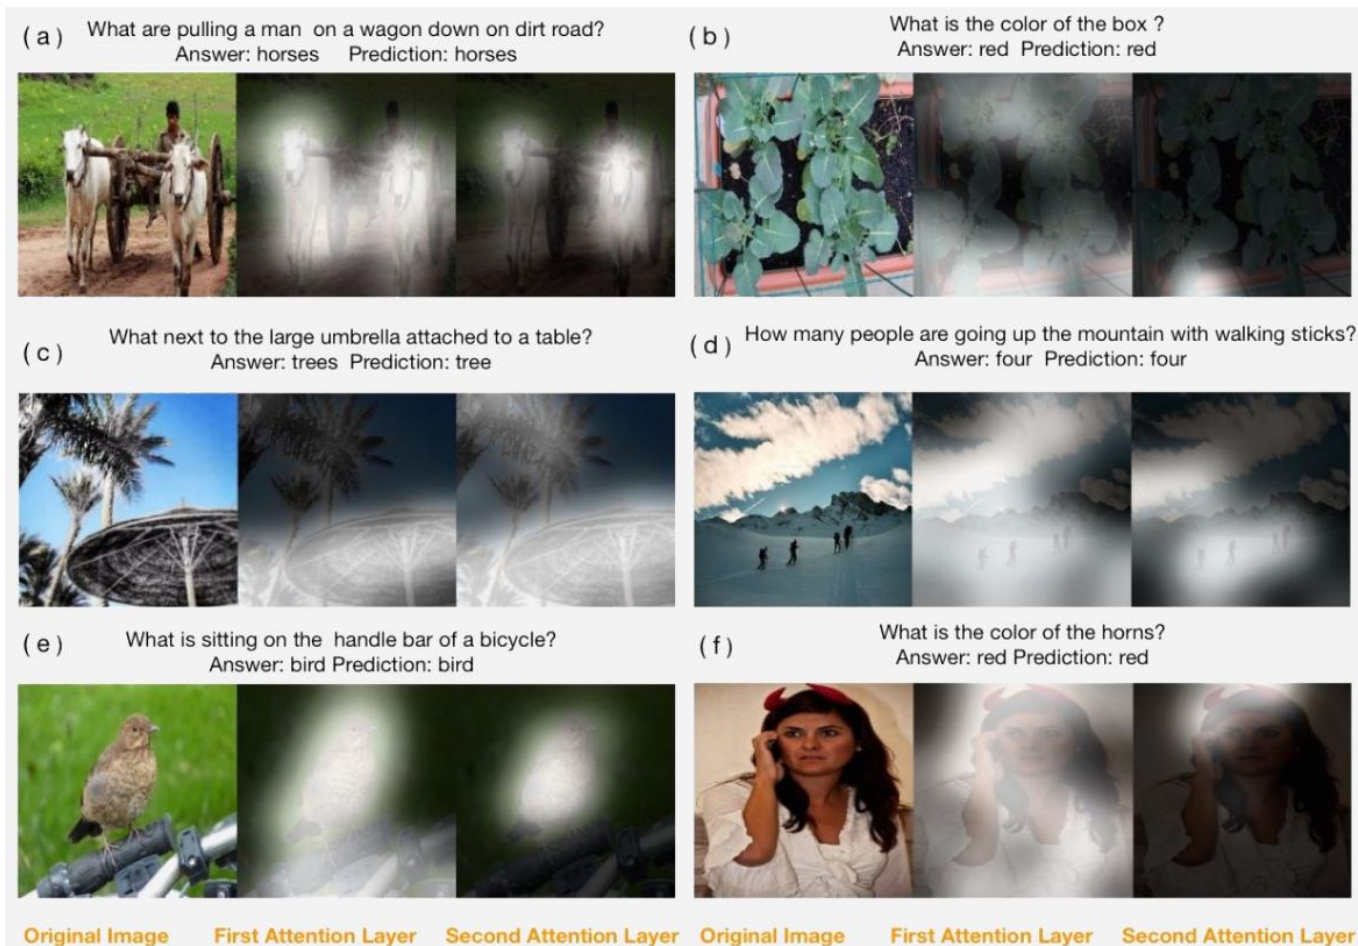 (a) What are pulling a man on a wagon down on dirt road?
Answer: horses Prediction: horses
(b) What is the color of the box ?
Answer: red Prediction: red
(c) What next to the large umbrella attached to a table?
Answer: trees Prediction: tree
(d) How many people are going up the mountain with walking sticks?
Answer: four Prediction: four
(e) What is sitting on the handle bar of a bicycle?
Answer: bird Prediction: bird
(f) What is the color of the horns?
Answer: red Prediction: red
Original Image First Attention Layer Second Attention Layer Original Image First Attention Layer Second Attention Layer